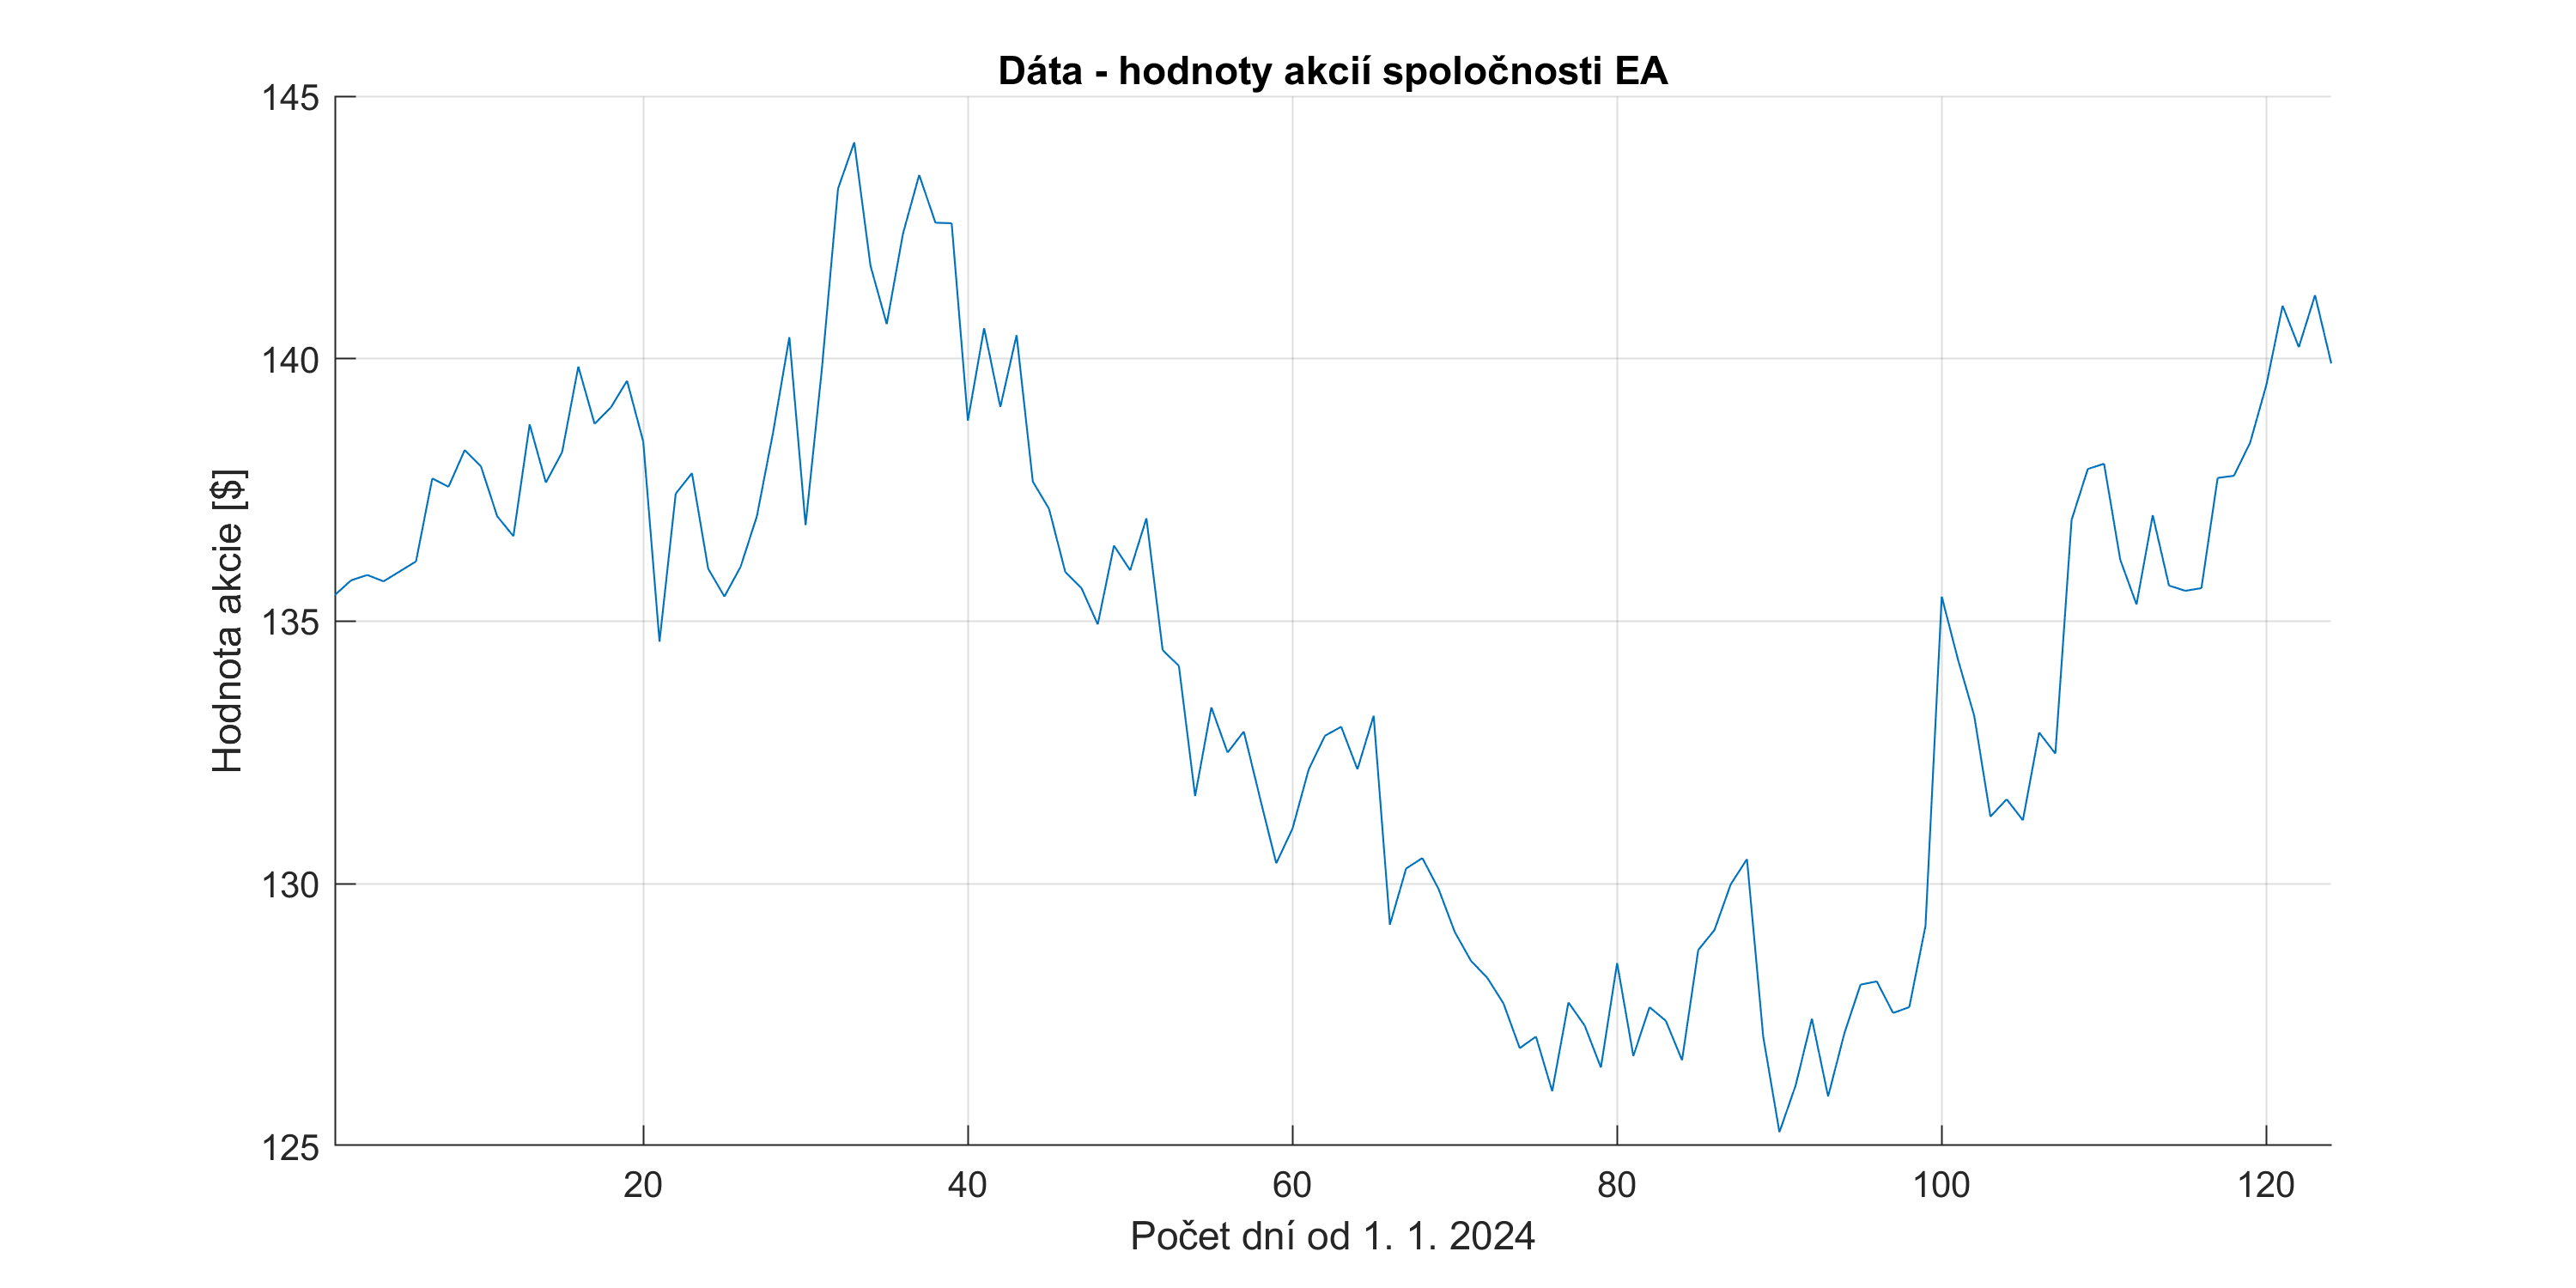 Dáta - hodnoty akcií spoločnosti EA
145
140
135
130
125
Hodnota akcie [$]
20 40 60 80 100 120
Počet dní od 1. 1. 2024